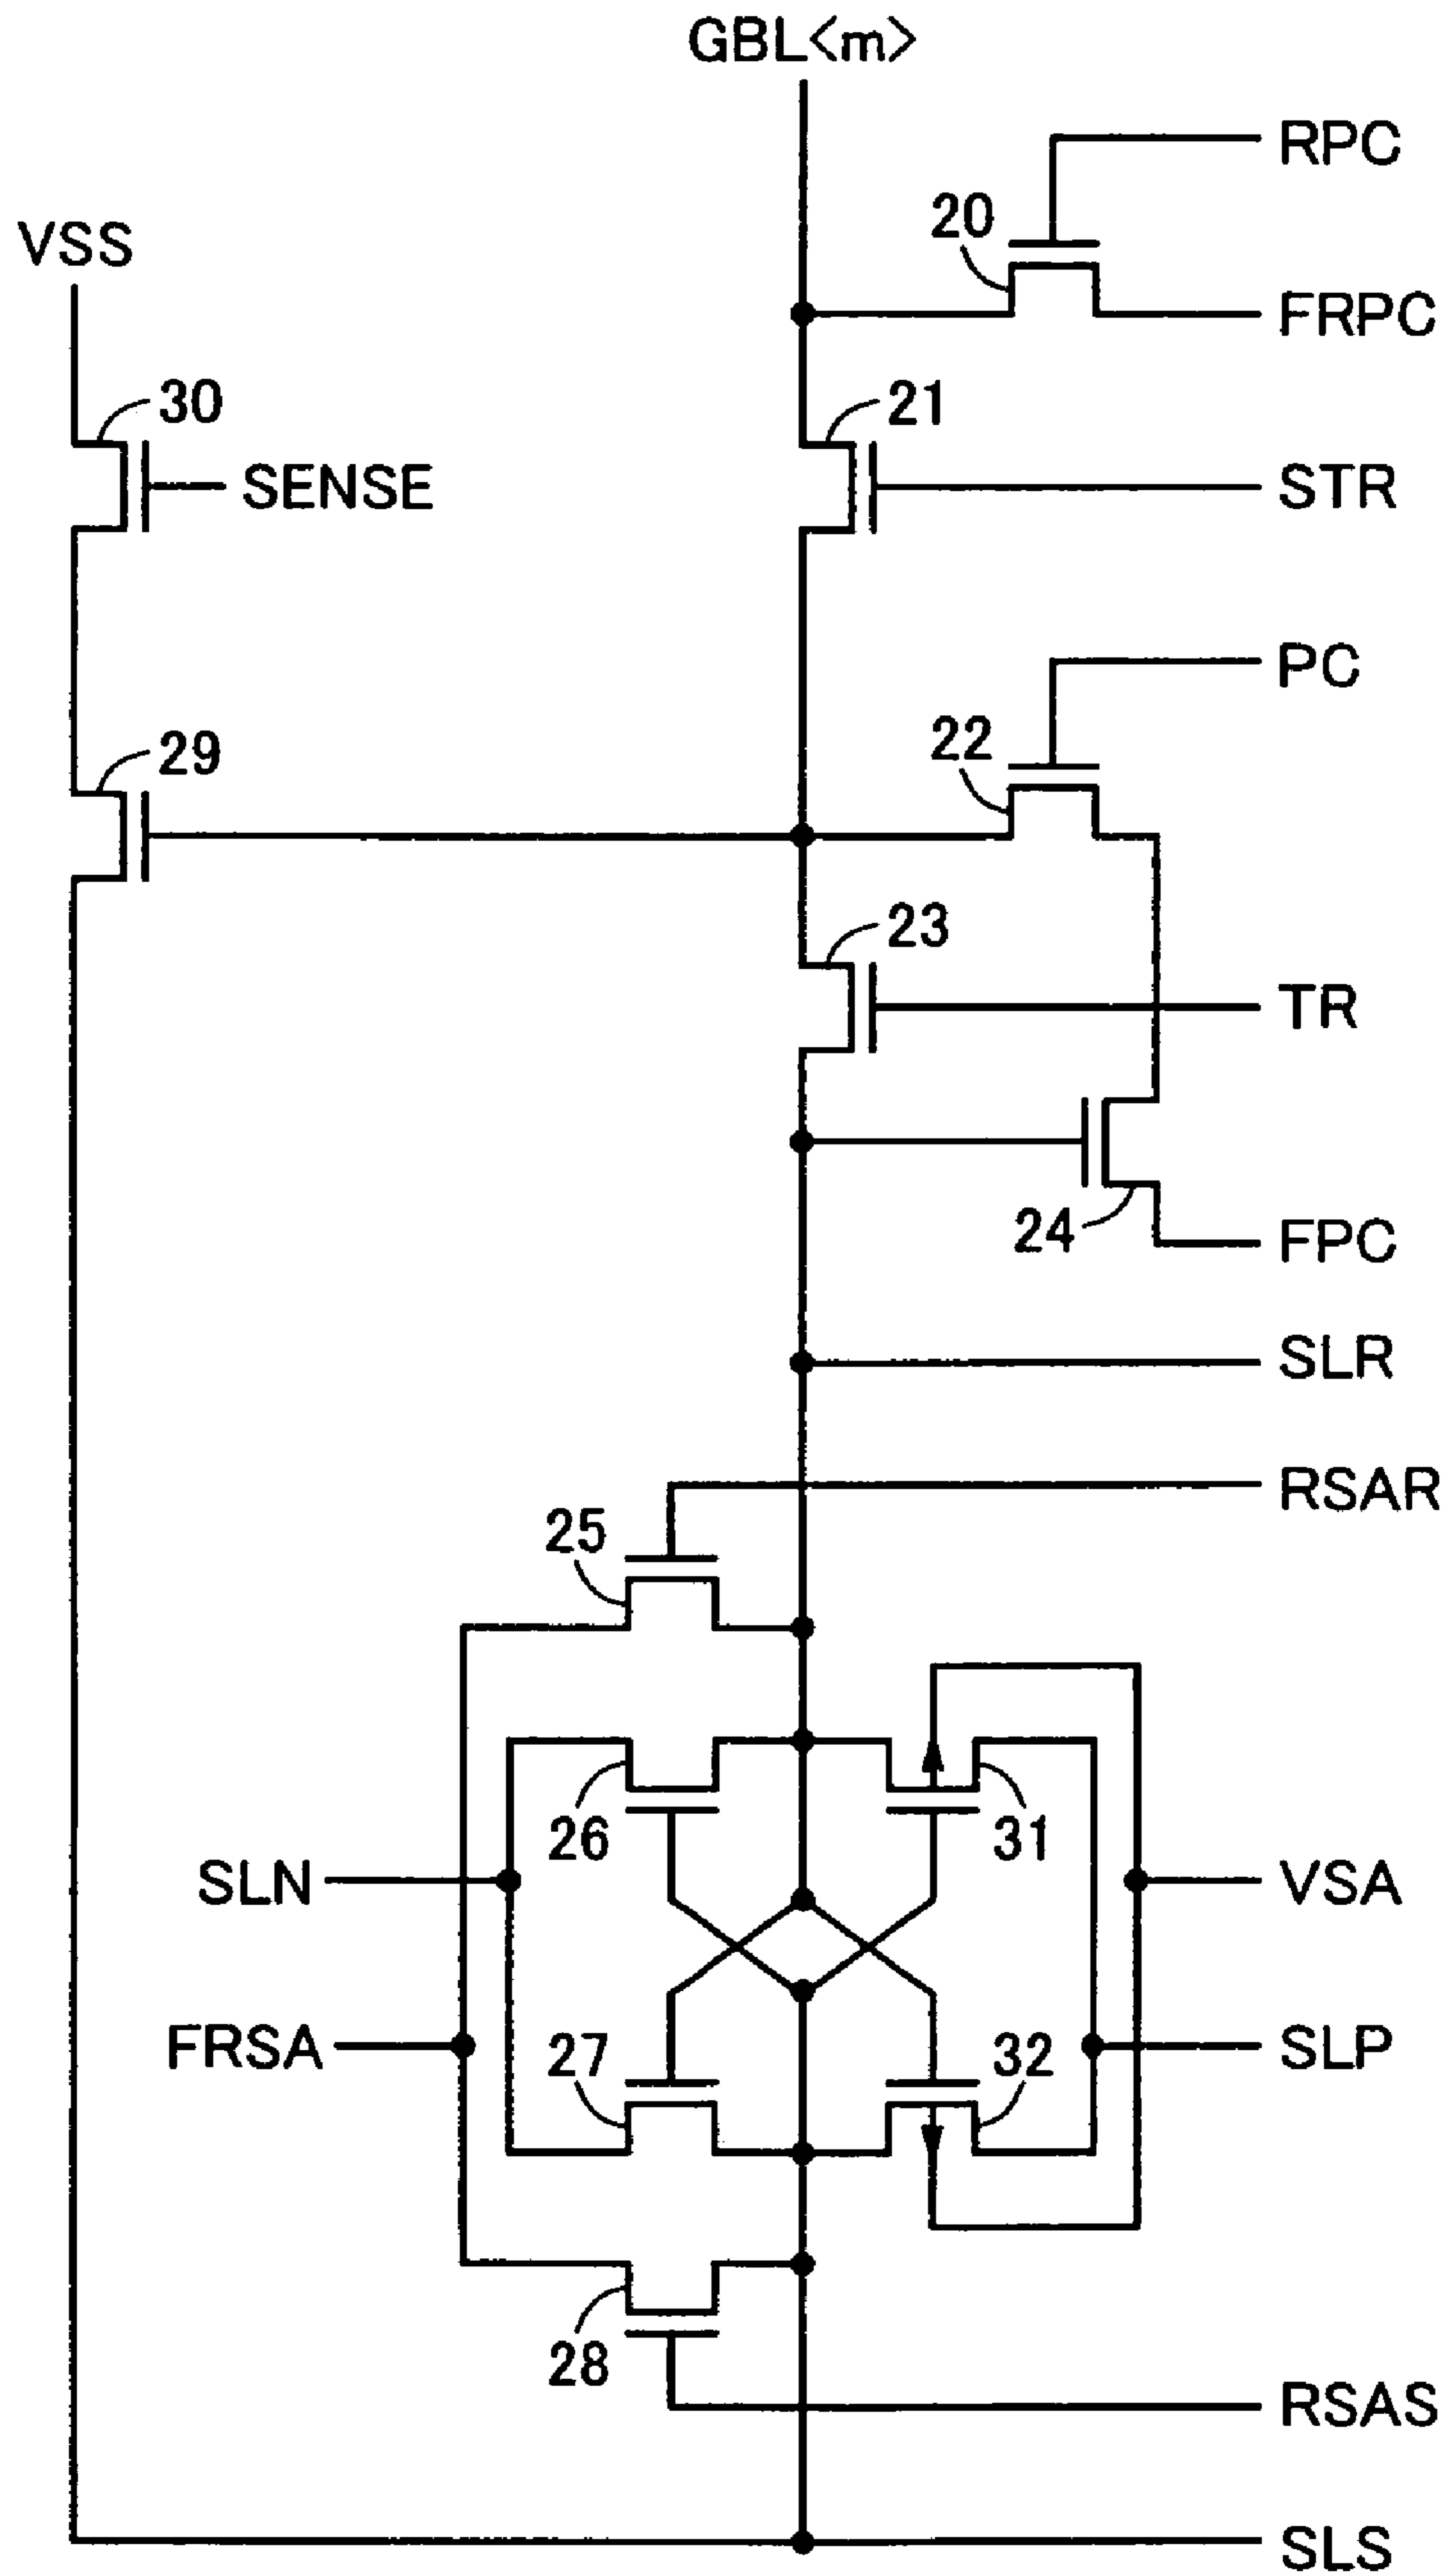 GBL<m>
RPC
20
VSS
FRPC
30
21
SENSE
STR
PC
22
29
23
TR
24
FPC
SLR
RSAR
25
26
31
SLN
VSA
FRSA
27
32
SLP
28
RSAS
SLS